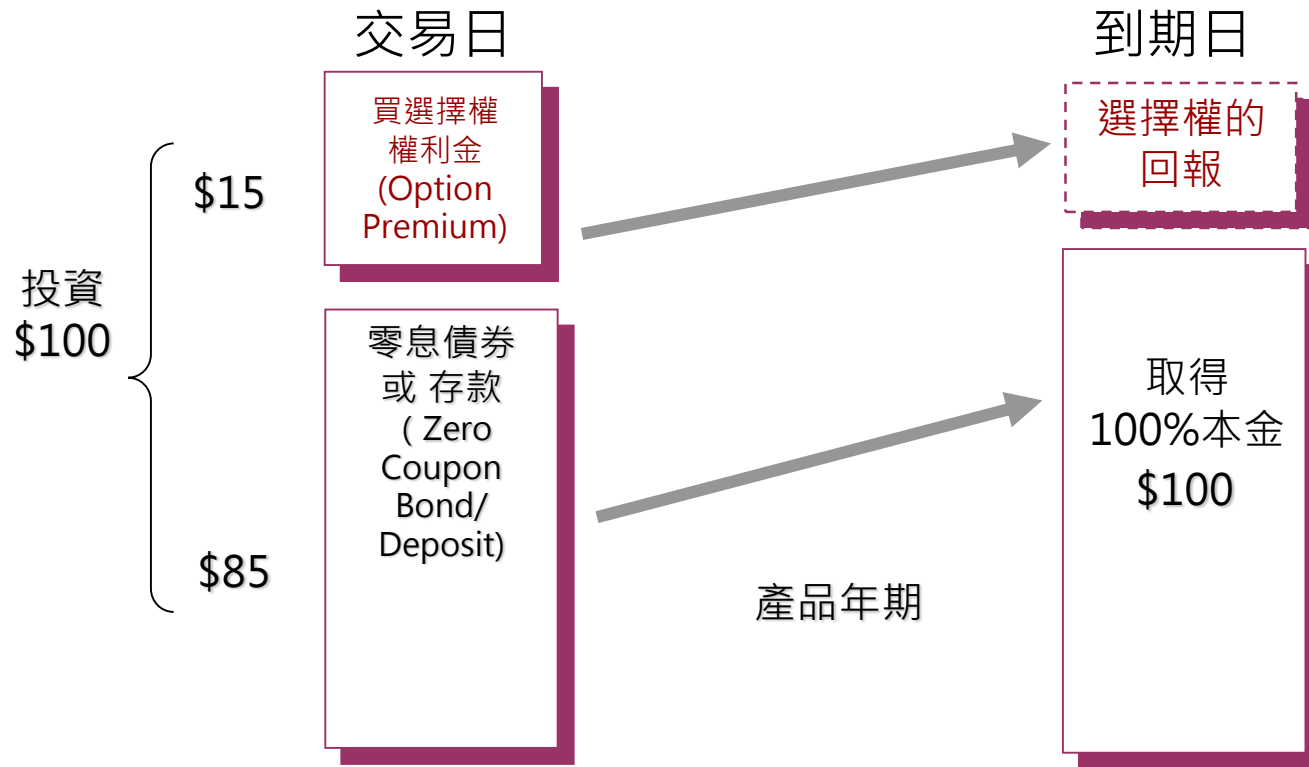 交易日
到期日
買選擇權
權利金
(Option
Premium)
選擇權的
回報
$15
投資
$100
零息債券
或 存款
( Zero
Coupon
Bond/
Deposit)
取得
100%本金
$100
$85
產品年期